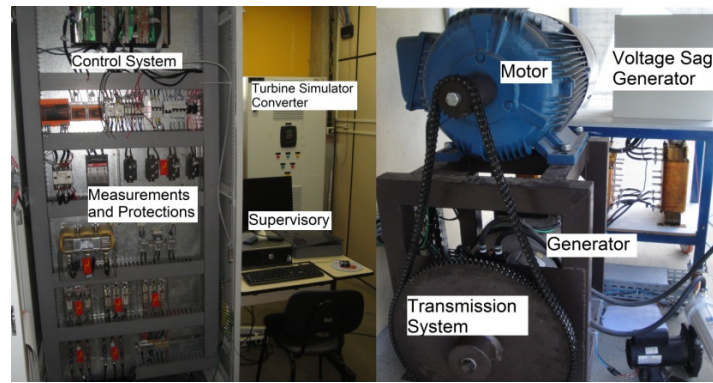 Control System
Turbine Simulator
Converter
Measurements
and Protections
Supervisory
Motor
Voltage Sag
Generator
Generator
Transmission
System